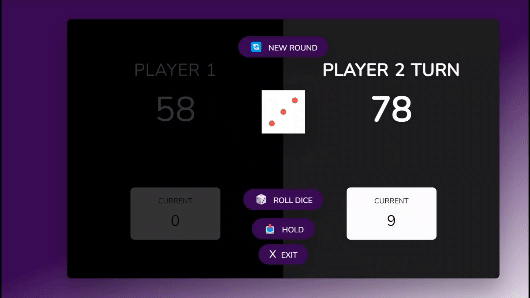 NEW ROUND
PLAYER 1
PLAYER 2 TURN
58
78
CURRENT
0
ROLL DICE
CURRENT
9
HOLD
X EXIT